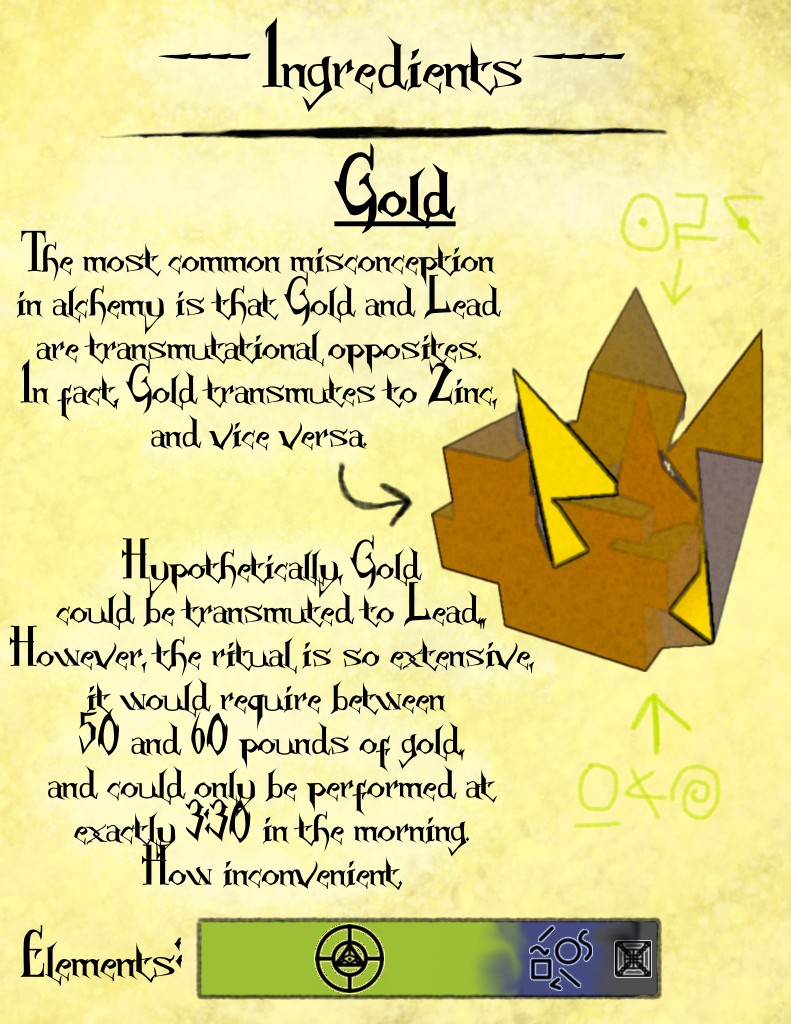 Ingredients
Gold
The most common misconception
in alchemy is that Gold and Lead
are transmutational opposites.
In fact, Gold transmutes to Zinc,
and vice versa.
Hypothetically, Gold
could be transmuted to Lead,
However, the ritual is so extensive,
it would require between
50 and 60 pounds of gold,
and could only be performed at
exactly 3:30 in the morning.
How inconvenient.
Elements: